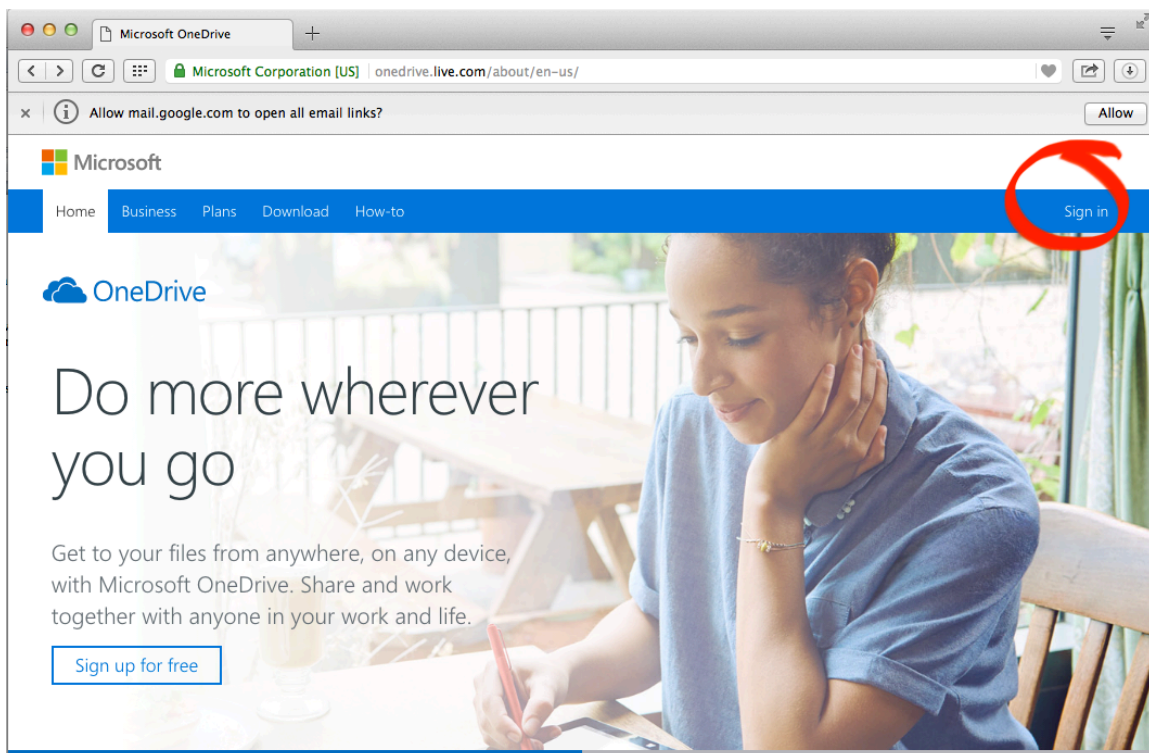 Microsoft OneDrive
Microsoft Corporation [US] onedrive.live.com/about/en-us/
Allow mail.google.com to open all email links? Allow
Microsoft
Home Business Plans Download How-to Sign in
OneDrive
Do more wherever
you go
Get to your files from anywhere, on any device,
with Microsoft OneDrive. Share and work
together with anyone in your work and life.
Sign up for free